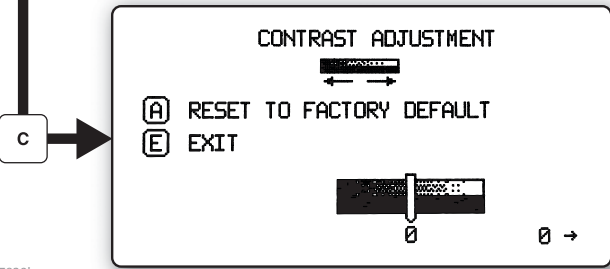 CONTRAST ADJUSTMENT
A RESET TO FACTORY DEFAULT
C
E EXIT
0
0 →